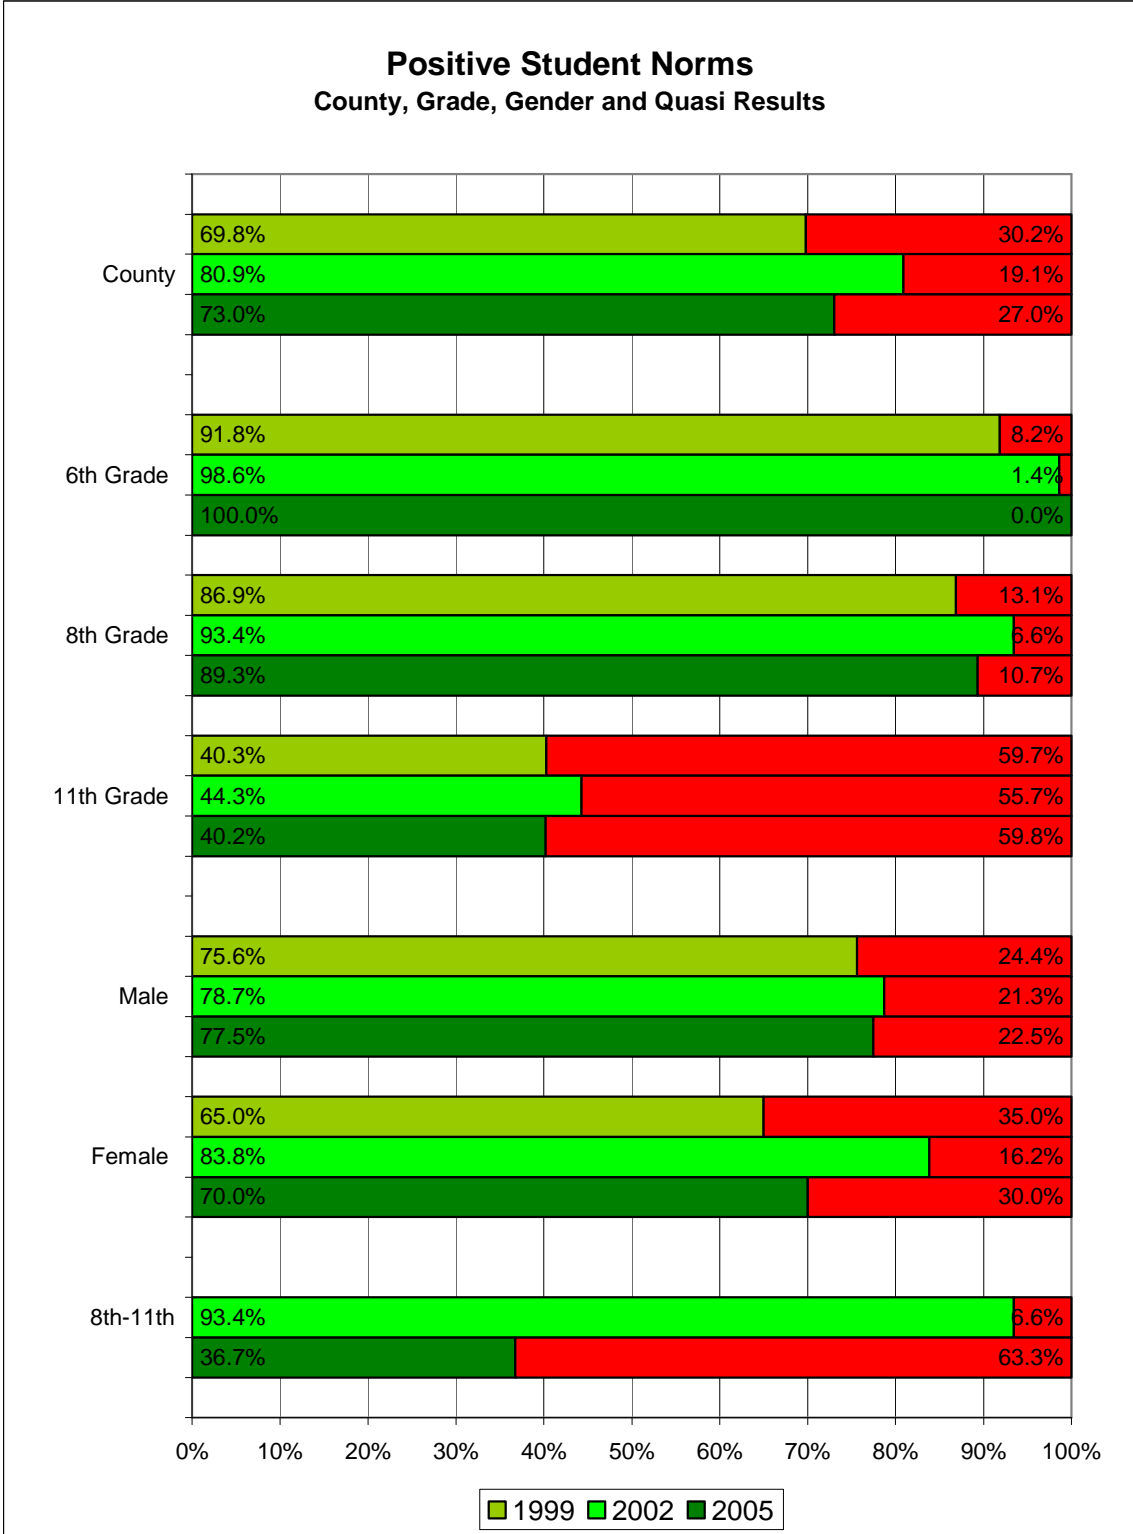 Positive Student Norms
County, Grade, Gender and Quasi Results
69.8% 30.2%
County 80.9% 19.1%
73.0% 27.0%
91.8% 8.2%
6th Grade 98.6% 1.4%
100.0% 0.0%
86.9% 13.1%
8th Grade 93.4% 6.6%
89.3% 10.7%
40.3% 59.7%
11th Grade 44.3% 55.7%
40.2% 59.8%
75.6% 24.4%
Male 78.7% 21.3%
77.5% 22.5%
65.0% 35.0%
Female 83.8% 16.2%
70.0% 30.0%
8th-11th 93.4% 6.6%
36.7% 63.3%
0% 10% 20% 30% 40% 50% 60% 70% 80% 90% 100%
1999 2002 2005